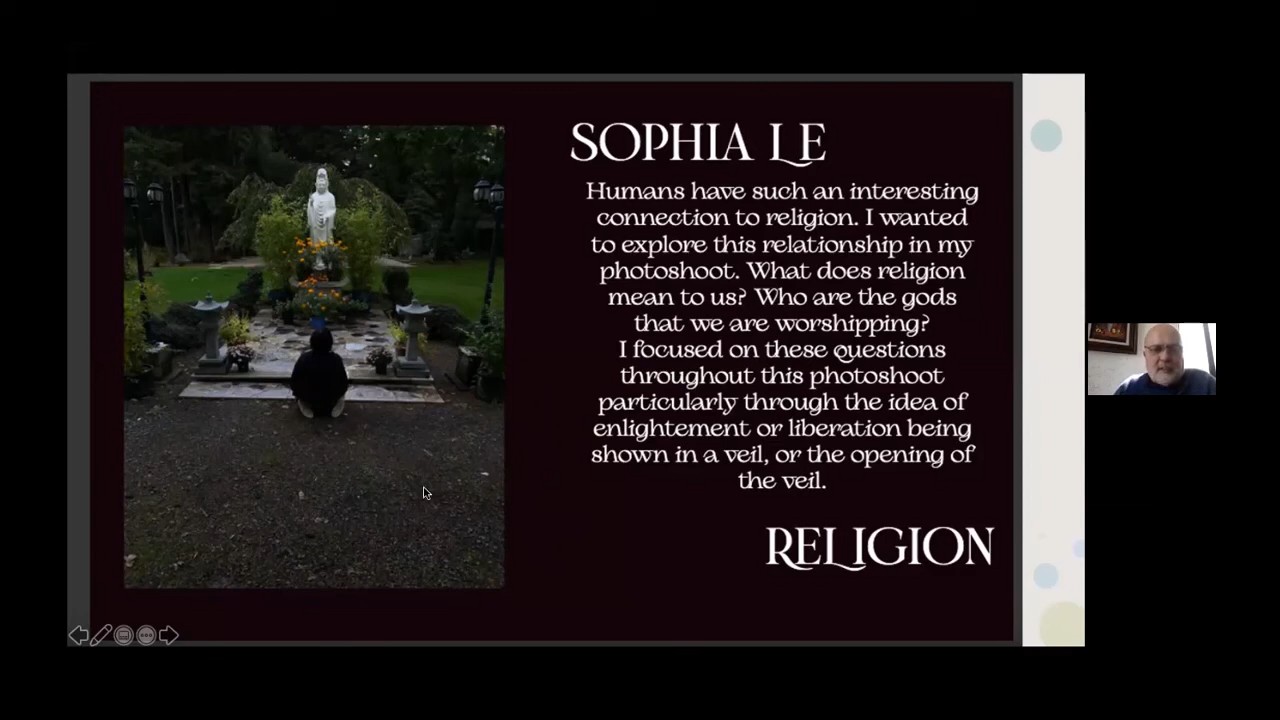 SOPHIA LE
Humans have such an interesting
connection to religion. I wanted
to explore this relationship in my
photoshoot. What does religion
mean to us? Who are the gods
that we are worshipping?
I focused on these questions
throughout this photoshoot
particularly through the idea of
enlightement or liberation being
shown in a veil, or the opening of
the veil.
RELIGION